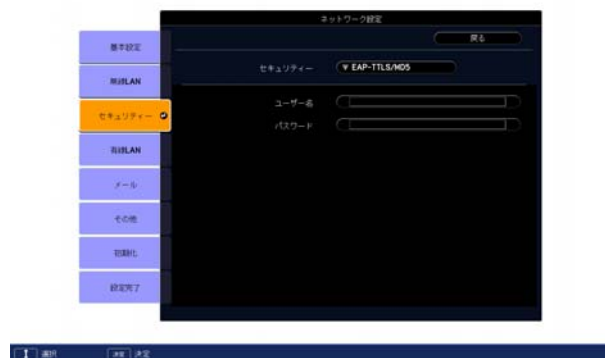 ネットワーク設定
戻る
基本設定
無線LAN
セキュリティー
有線LAN
メール
その他
初期化
設定完了
セキュリティー ▼ EAP-TTLS/MD5
ユーザー名
パスワード
選択 決定 決定